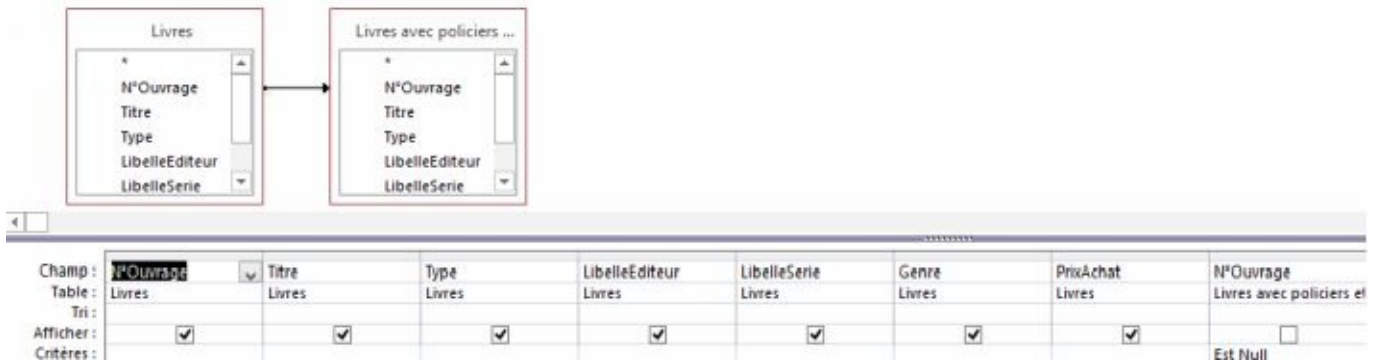 Livres Livres avec policiers ...
* *
N°Ouvrage N°Ouvrage
Titre Titre
Type Type
LibelleEditeur LibelleEditeur
LibelleSerie LibelleSerie
Champ : N°Ouvrage Titre Type LibelleEditeur LibelleSerie Genre PrixAchat N°Ouvrage
Table : Livres Livres Livres Livres Livres Livres Livres Livres avec policiers et
Tri :
Afficher :
Critères : Est Null